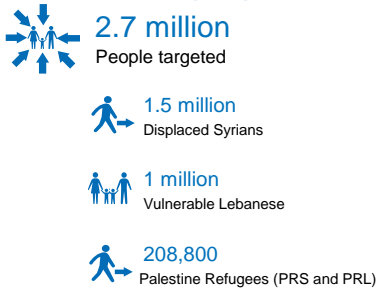 2.7 million
People targeted
1.5 million
Displaced Syrians
1 million
Vulnerable Lebanese
208,800
Palestine Refugees (PRS and PRL)